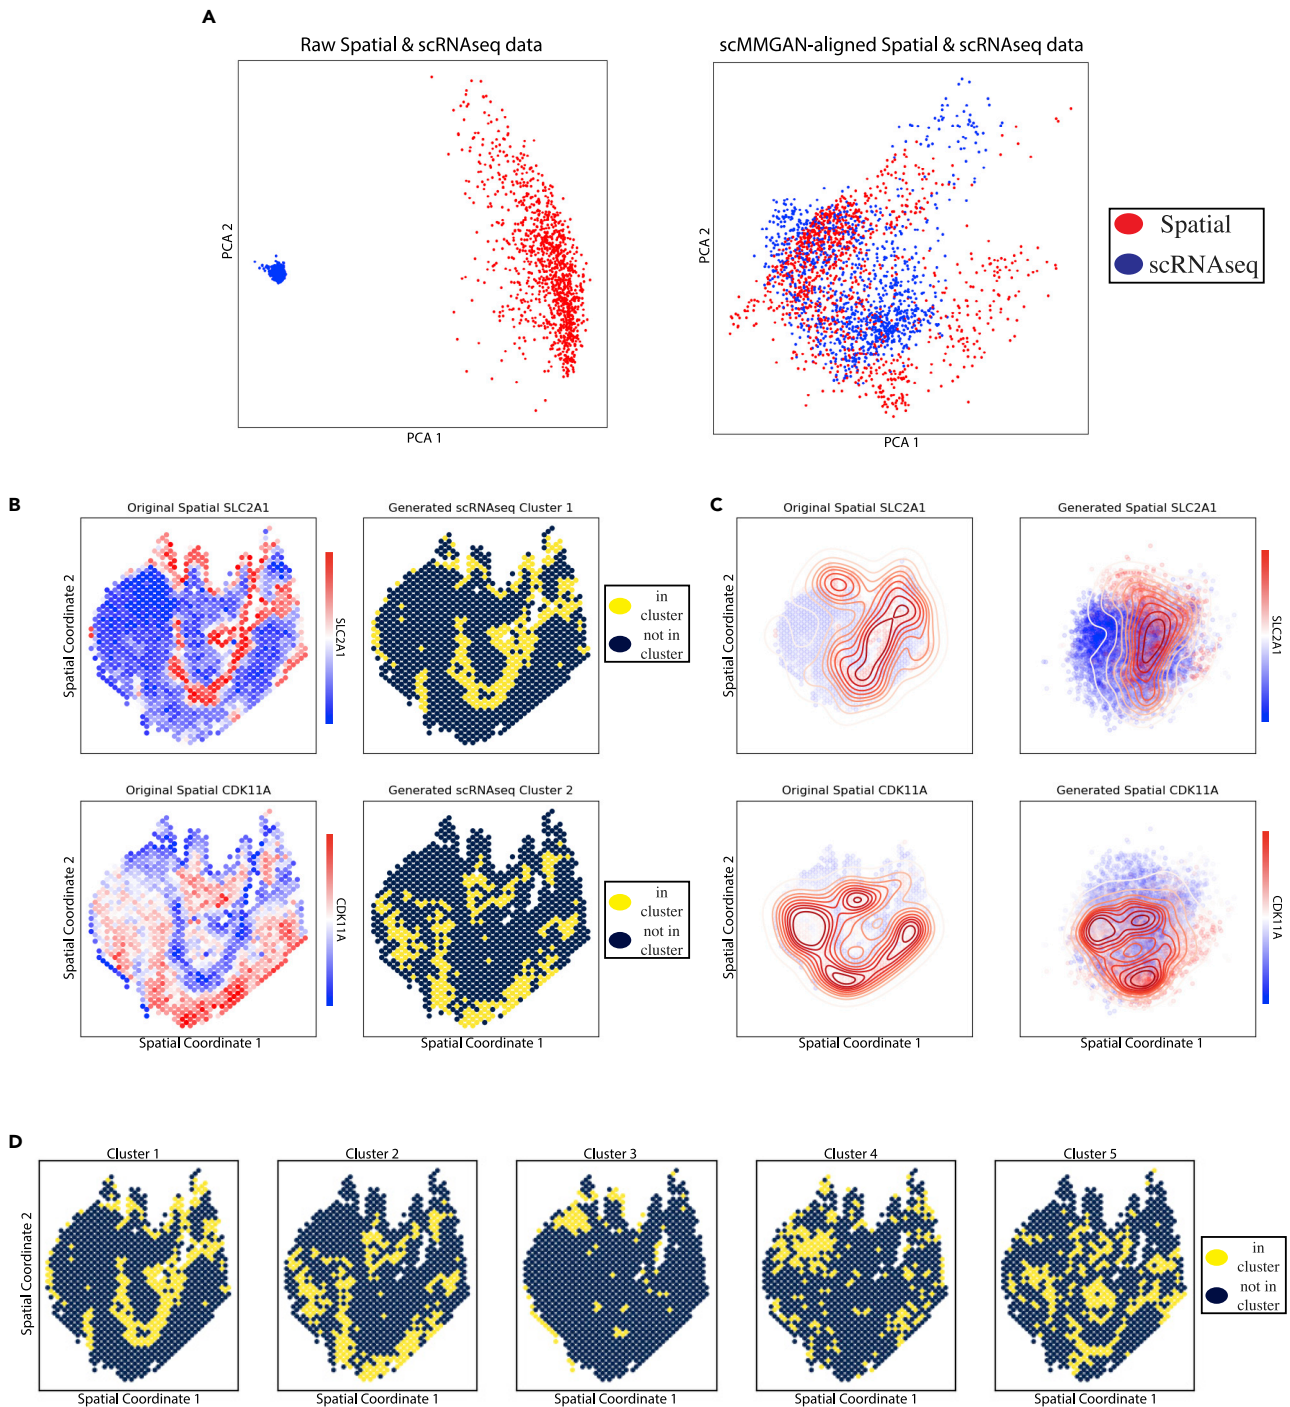 A
Raw Spatial & scRNAseq data
scMMGAN-aligned Spatial & scRNAseq data
PCA 2
PCA 1
PCA 2
PCA 1
Spatial
scRNAseq
B
Original Spatial SLC2A1
Generated scRNAseq Cluster 1
Spatial Coordinate 2
SLC2A1
in
cluster
not in
cluster
Original Spatial CDK11A
Generated scRNAseq Cluster 2
Spatial Coordinate 2
CDK11A
in
cluster
not in
cluster
Spatial Coordinate 1
Spatial Coordinate 1
C
Original Spatial SLC2A1
Generated Spatial SLC2A1
Spatial Coordinate 2
SLC2A1
Original Spatial CDK11A
Generated Spatial CDK11A
Spatial Coordinate 2
CDK11A
Spatial Coordinate 1
Spatial Coordinate 1
D
Cluster 1
Cluster 2
Cluster 3
Cluster 4
Cluster 5
Spatial Coordinate 2
in
cluster
not in
cluster
Spatial Coordinate 1
Spatial Coordinate 1
Spatial Coordinate 1
Spatial Coordinate 1
Spatial Coordinate 1